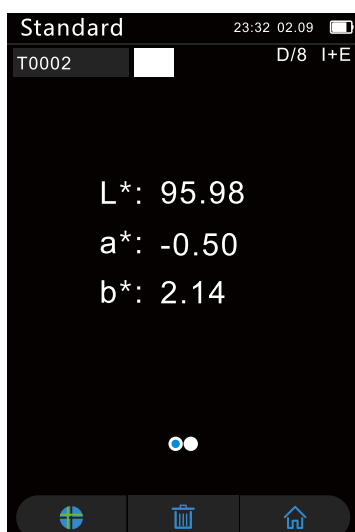 Standard 23:32 02.09
T0002 D/8 I+E
L*: 95.98
a*: -0.50
b*: 2.14